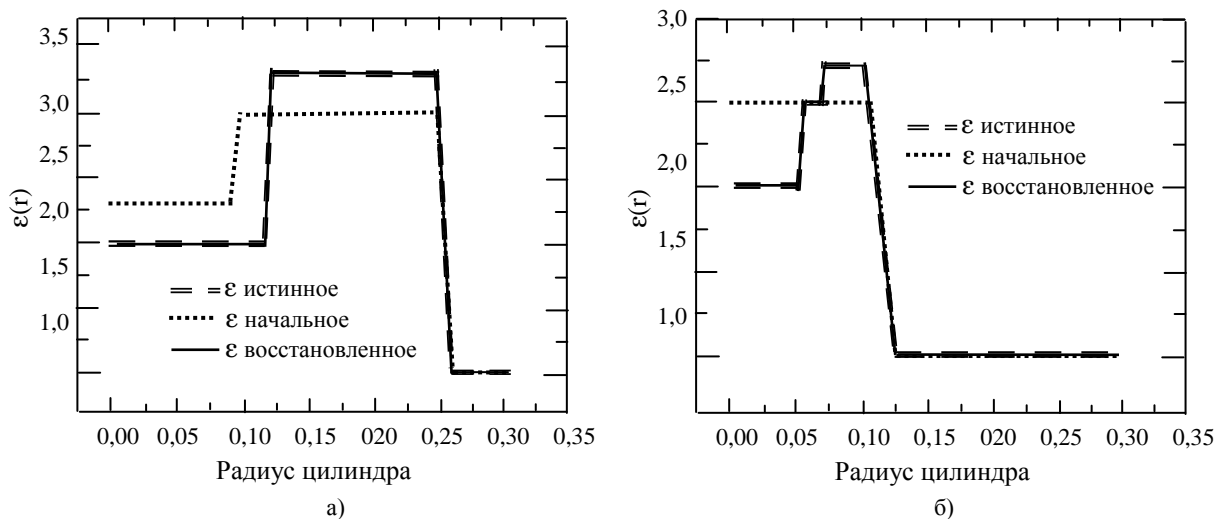 3,5
3,0
2,5
2,0
1,5
1,0
ε(r)
ε истинное
ε начальное
ε восстановленное
0,00 0,05 0,10 0,15 020 0,25 0,30 0,35
Радиус цилиндра
а)
3,0
2,5
2,0
1,5
1,0
ε(r)
ε истинное
ε начальное
ε восстановленное
0,00 0,05 0,10 0,15 020 0,25 0,30 0,35
Радиус цилиндра
б)